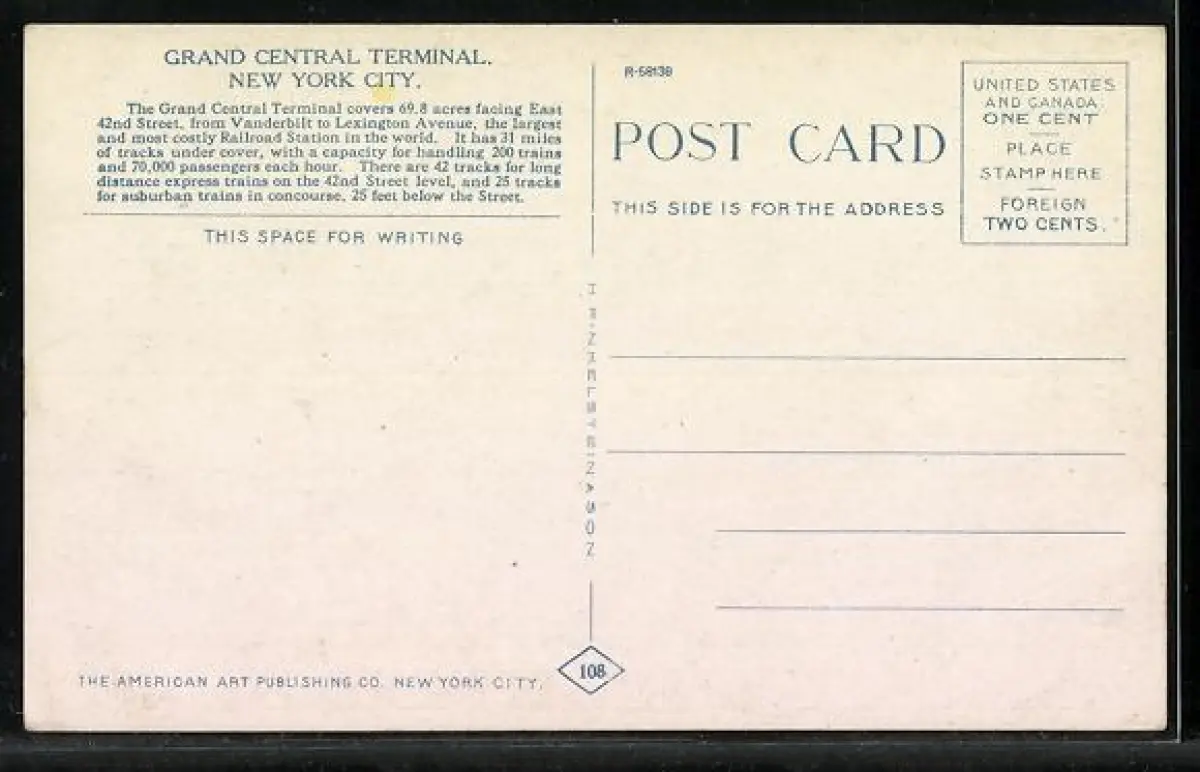 GRAND CENTRAL TERMINAL.
NEW YORK CITY.
The Grand Central Terminal covers 69.8 acres facing East
42nd Street, from Vanderbilt to Lexington Avenue, the largest
and most costly Railroad Station in the world. It has 31 miles
of tracks under cover, with a capacity for handling 200 trains
and 70,000 passengers each hour. There are 42 tracks for long
distance express trains on the 42nd Street level, and 25 tracks
for suburban trains in concourse, 25 feet below the Street.
THIS SPACE FOR WRITING
THE AMERICAN ART PUBLISHING CO. NEW YORK CITY.
H. FINKELSTEIN & SON
108
R-58138
POST CARD
THIS SIDE IS FOR THE ADDRESS
UNITED STATES
AND CANADA
ONE CENT
PLACE
STAMP HERE
FOREIGN
TWO CENTS.